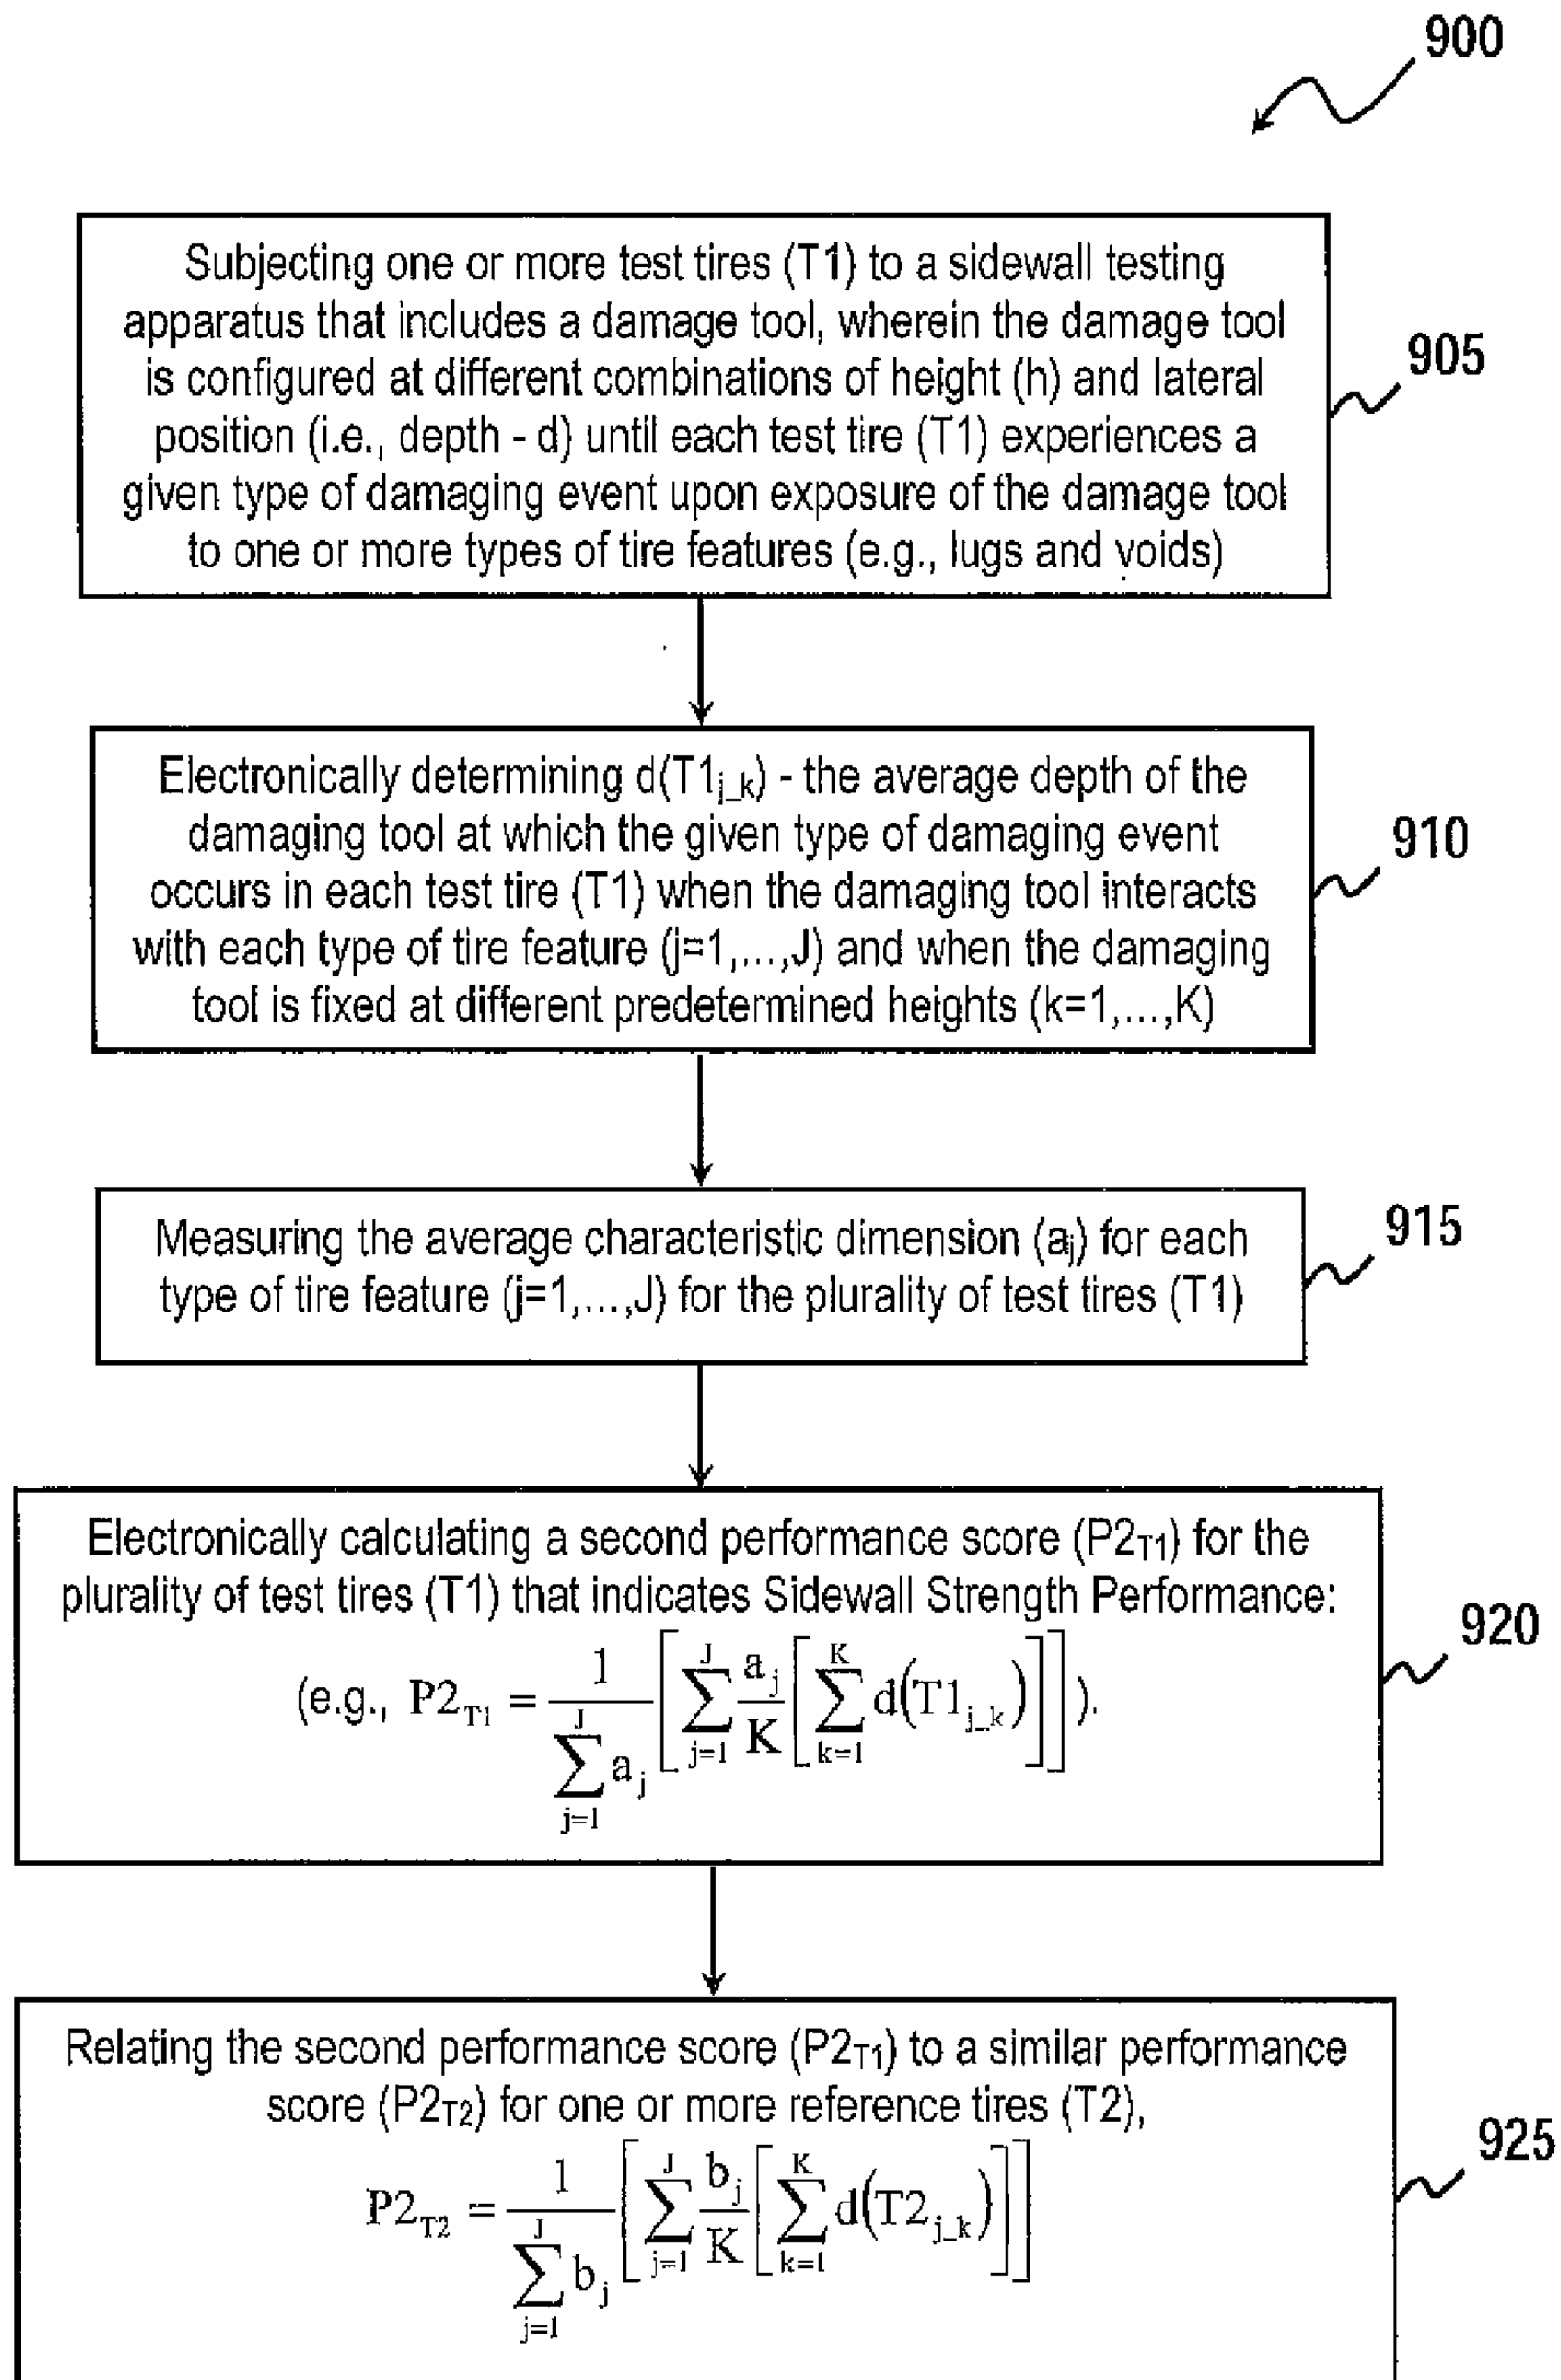 900
Subjecting one or more test tires (T1) to a sidewall testing
apparatus that includes a damage tool, wherein the damage tool
is configured at different combinations of height (h) and lateral
position (i.e., depth - d) until each test tire (T1) experiences a
given type of damaging event upon exposure of the damage tool
to one or more types of tire features (e.g., lugs and voids)
905
Electronically determining d(T1j_k) - the average depth of the
damaging tool at which the given type of damaging event
occurs in each test tire (T1) when the damaging tool interacts
with each type of tire feature (j=1,...,J) and when the damaging
tool is fixed at different predetermined heights (k=1,...,K)
910
Measuring the average characteristic dimension (aj) for each
type of tire feature (j=1,...,J) for the plurality of test tires (T1)
915
Electronically calculating a second performance score (P2T1) for the
plurality of test tires (T1) that indicates Sidewall Strength Performance:
(e.g., P2T1 = 1/∑j=1J aj [∑j=1J aj/K [∑k=1K d(T1j_k)]]).
920
Relating the second performance score (P2T1) to a similar performance
score (P2T2) for one or more reference tires (T2),
P2T2 = 1/∑j=1J bj [∑j=1J bj/K [∑k=1K d(T2j_k)]]
925